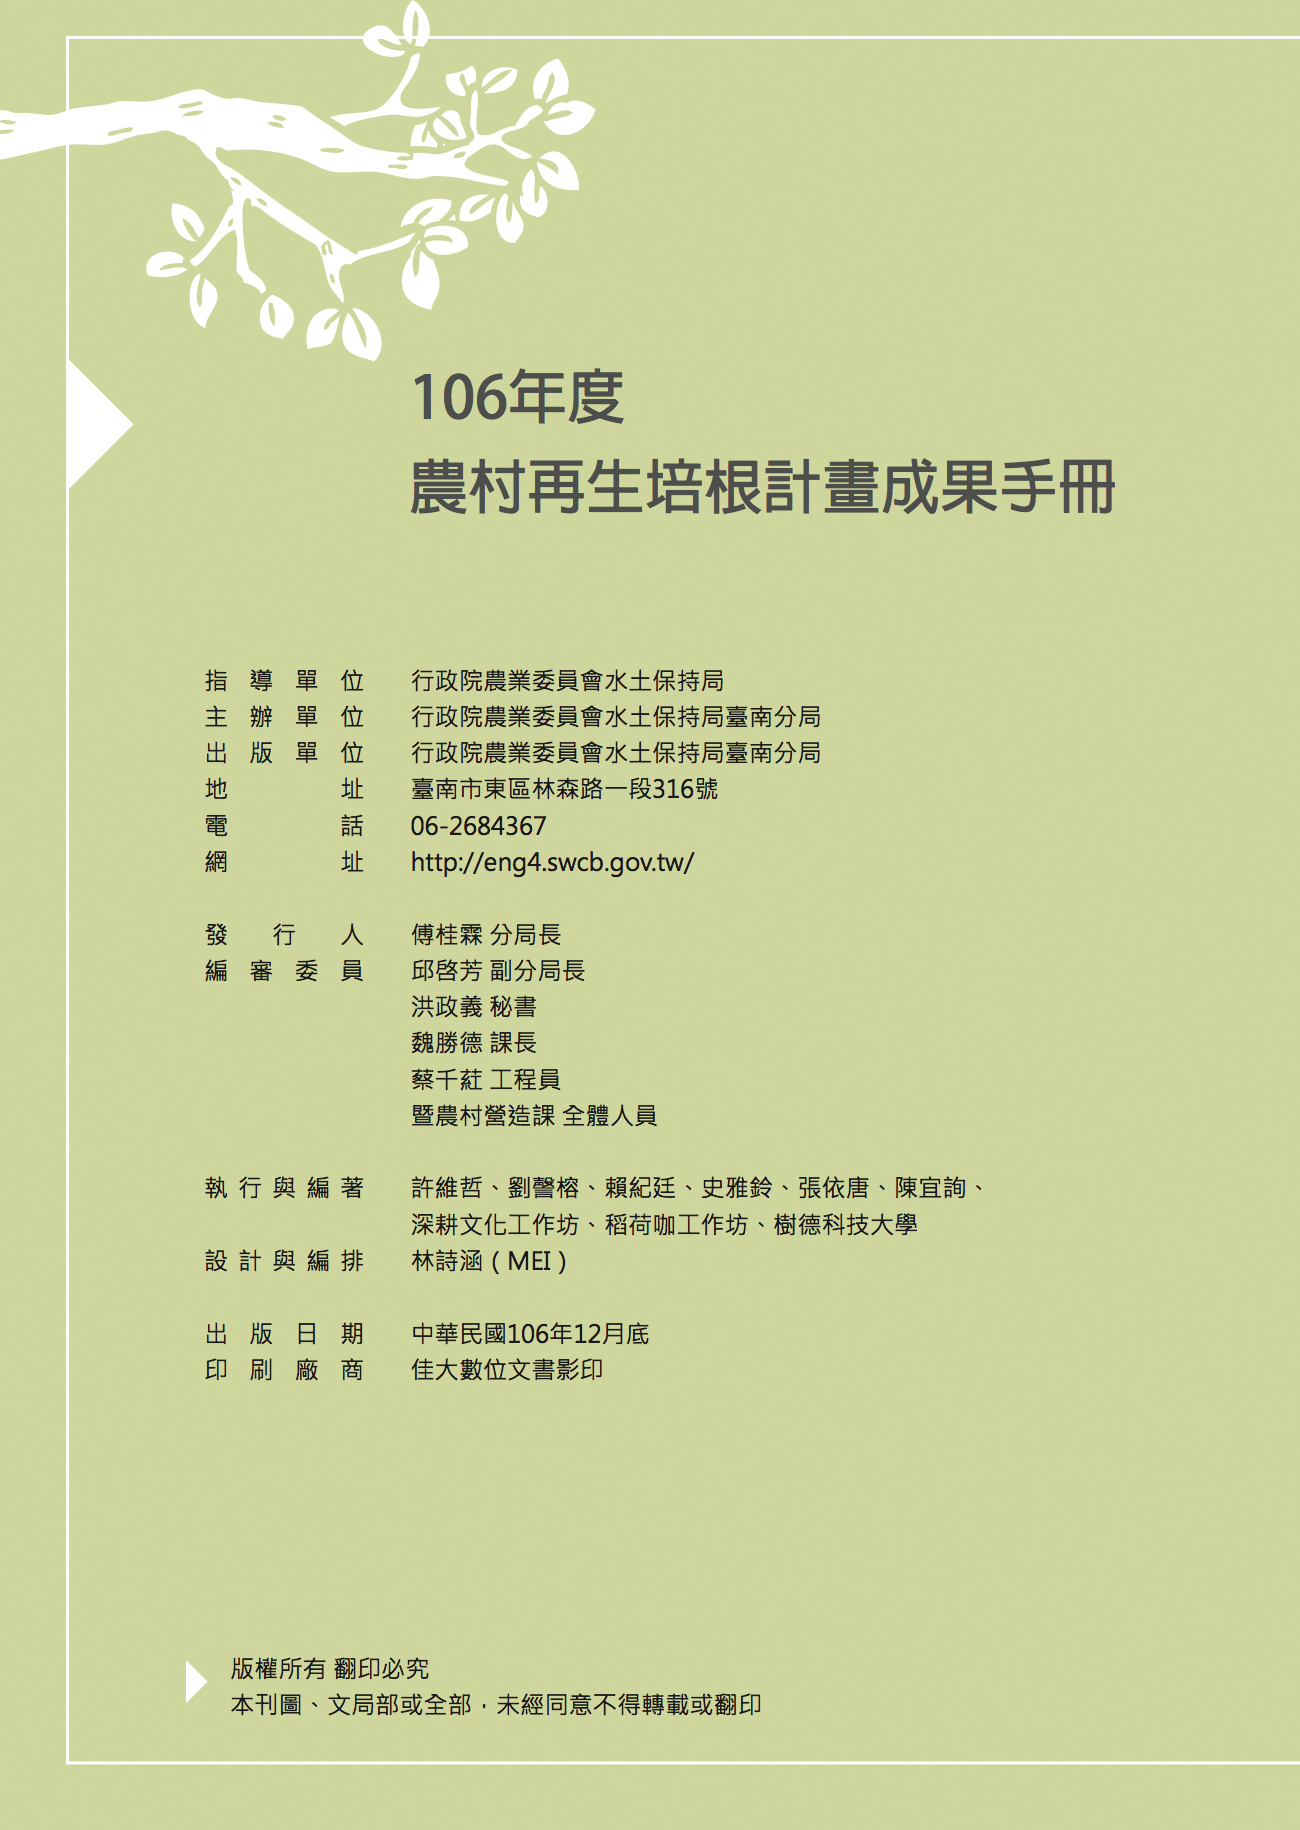 106年度
農村再生培根計畫成果手冊
指導單位 行政院農業委員會水土保持局
主辦單位 行政院農業委員會水土保持局臺南分局
出版單位 行政院農業委員會水土保持局臺南分局
地址 臺南市東區林森路一段316號
電話 06-2684367
網址 http://eng4.swcb.gov.tw/
發行人 傅桂霖 分局長
編審委員 邱啓芳 副分局長
洪政義 秘書
魏勝德 課長
蔡千莊 工程員
暨農村營造課 全體人員
執行與編著 許維哲、劉謦榕、賴紀廷、史雅鈴、張依唐、陳宜詢、
深耕文化工作坊、稻荷咖工作坊、樹德科技大學
設計與編排 林詩涵（MEI）
出版日期 中華民國106年12月底
印刷廠商 佳大數位文書影印
版權所有 翻印必究
本刊圖、文局部或全部，未經同意不得轉載或翻印